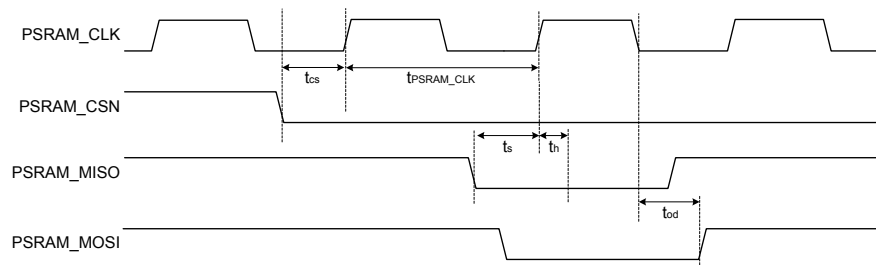 PSRAM_CLK
tcs
tPSRAM_CLK
PSRAM_CSN
ts
th
PSRAM_MISO
tod
PSRAM_MOSI